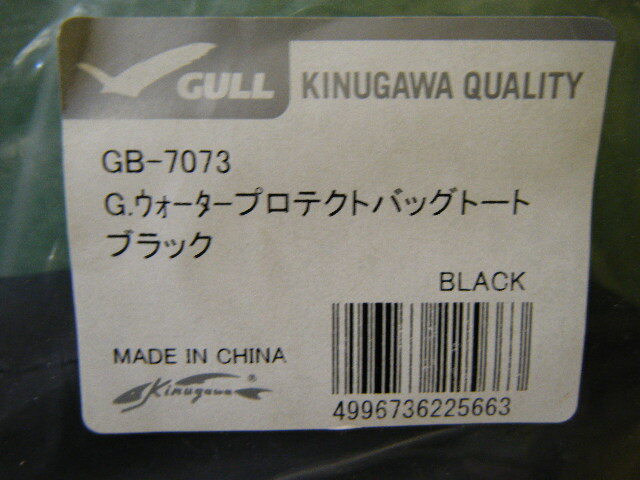 GULL KINUGAWA QUALITY
GB-7073
G.ウォータープロテクトバッグトート
ブラック
BLACK
MADE IN CHINA
Kinugawa®
4996736225663